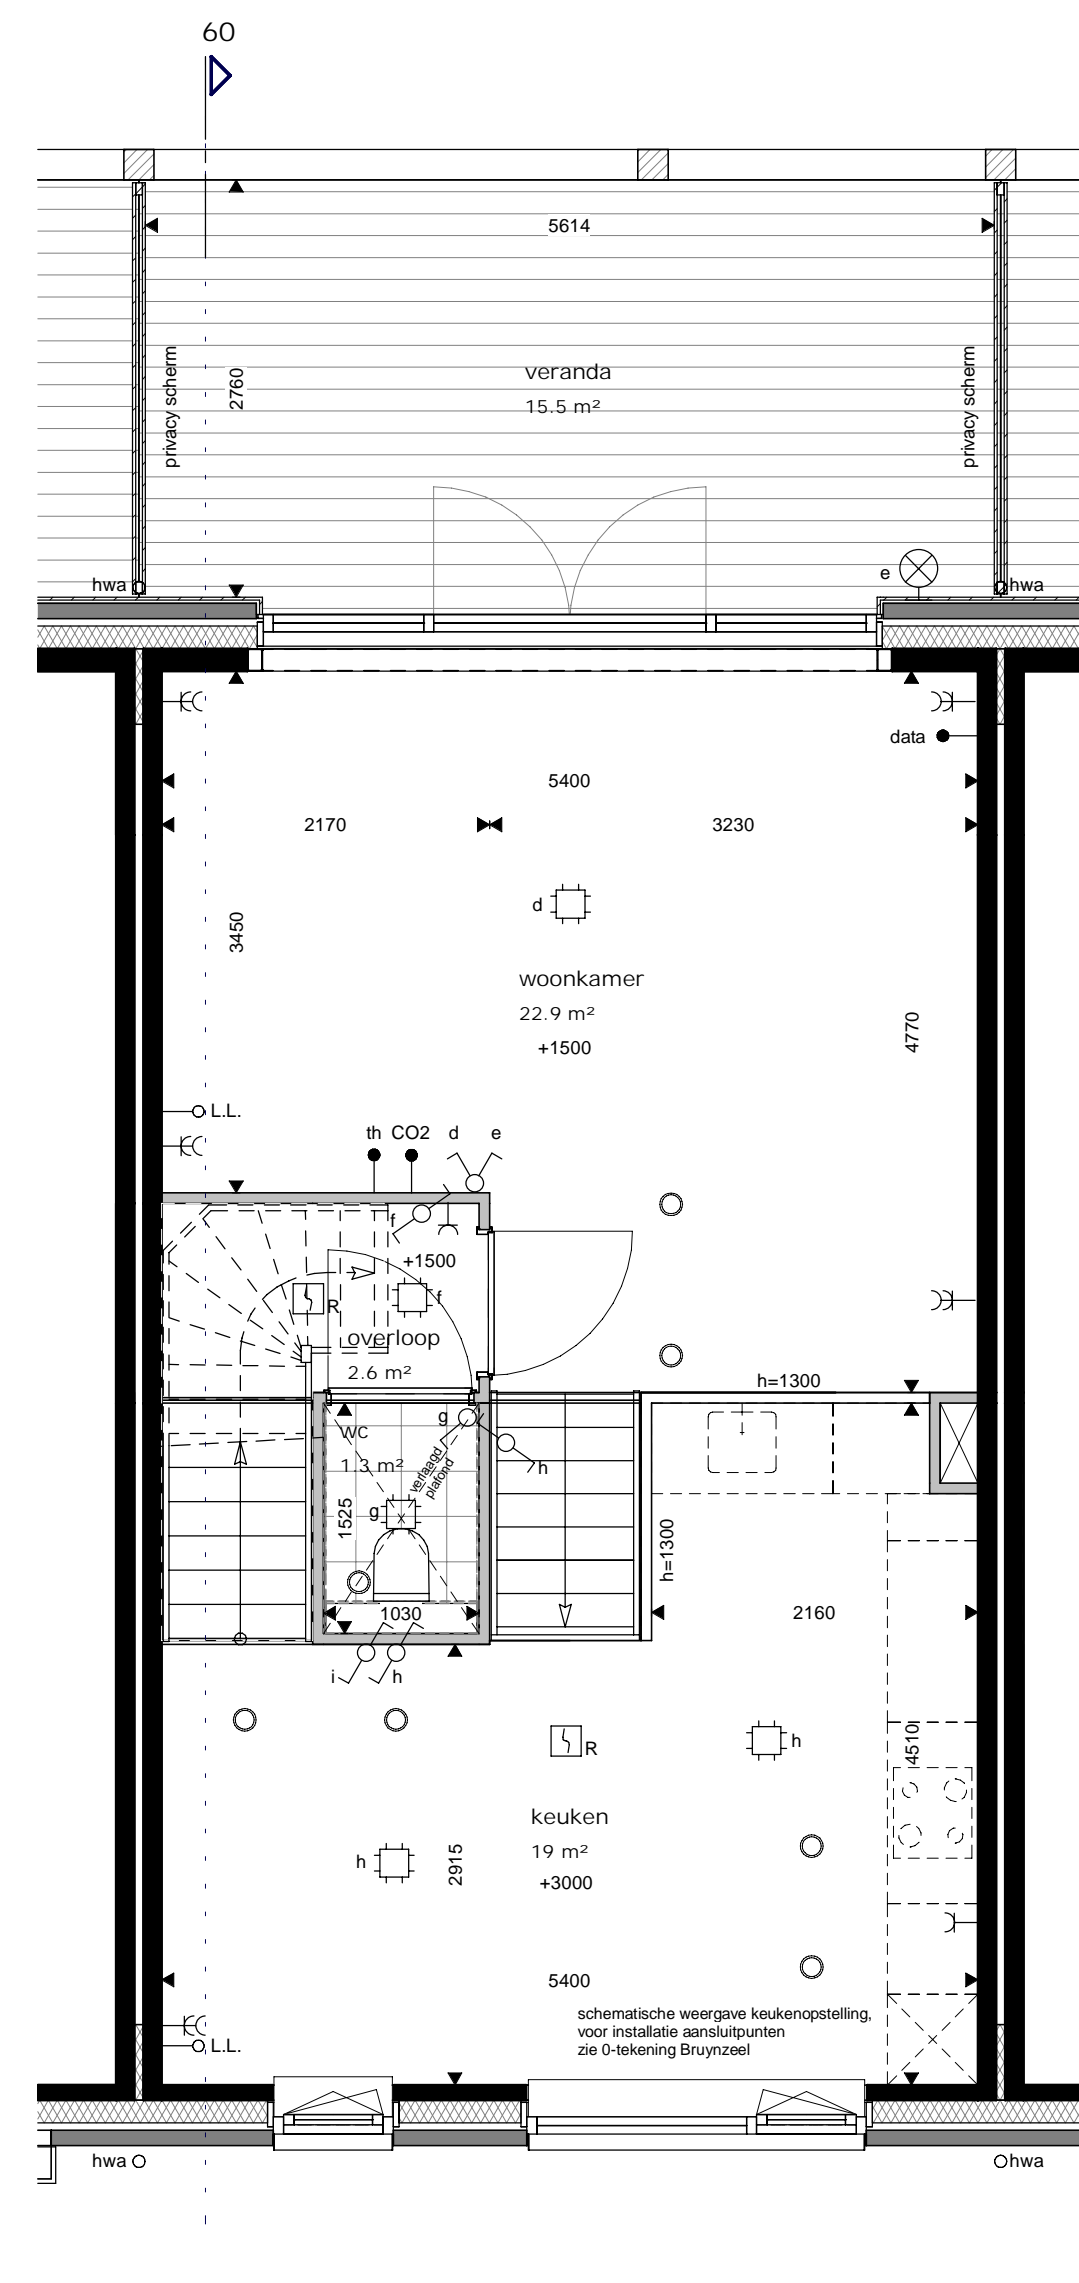 60
5614
privacy scherm
2760
veranda
15.5 m²
privacy scherm
hwa
e
hwa
data
5400
2170
3230
d
3450
woonkamer
22.9 m²
+1500
4770
L.L.
th
CO2
d
e
f
+1500
f
R
overloop
2.6 m²
h=1300
g
wc
1.3 m²
verlaagd
plafond
h
g
1525
h=1300
1030
2160
i
h
R
h
4510
keuken
19 m²
+3000
h
2915
5400
schematische weergave keukenopstelling,
voor installatie aansluitpunten
zie 0-tekening Bruynzeel
L.L.
hwa
hwa